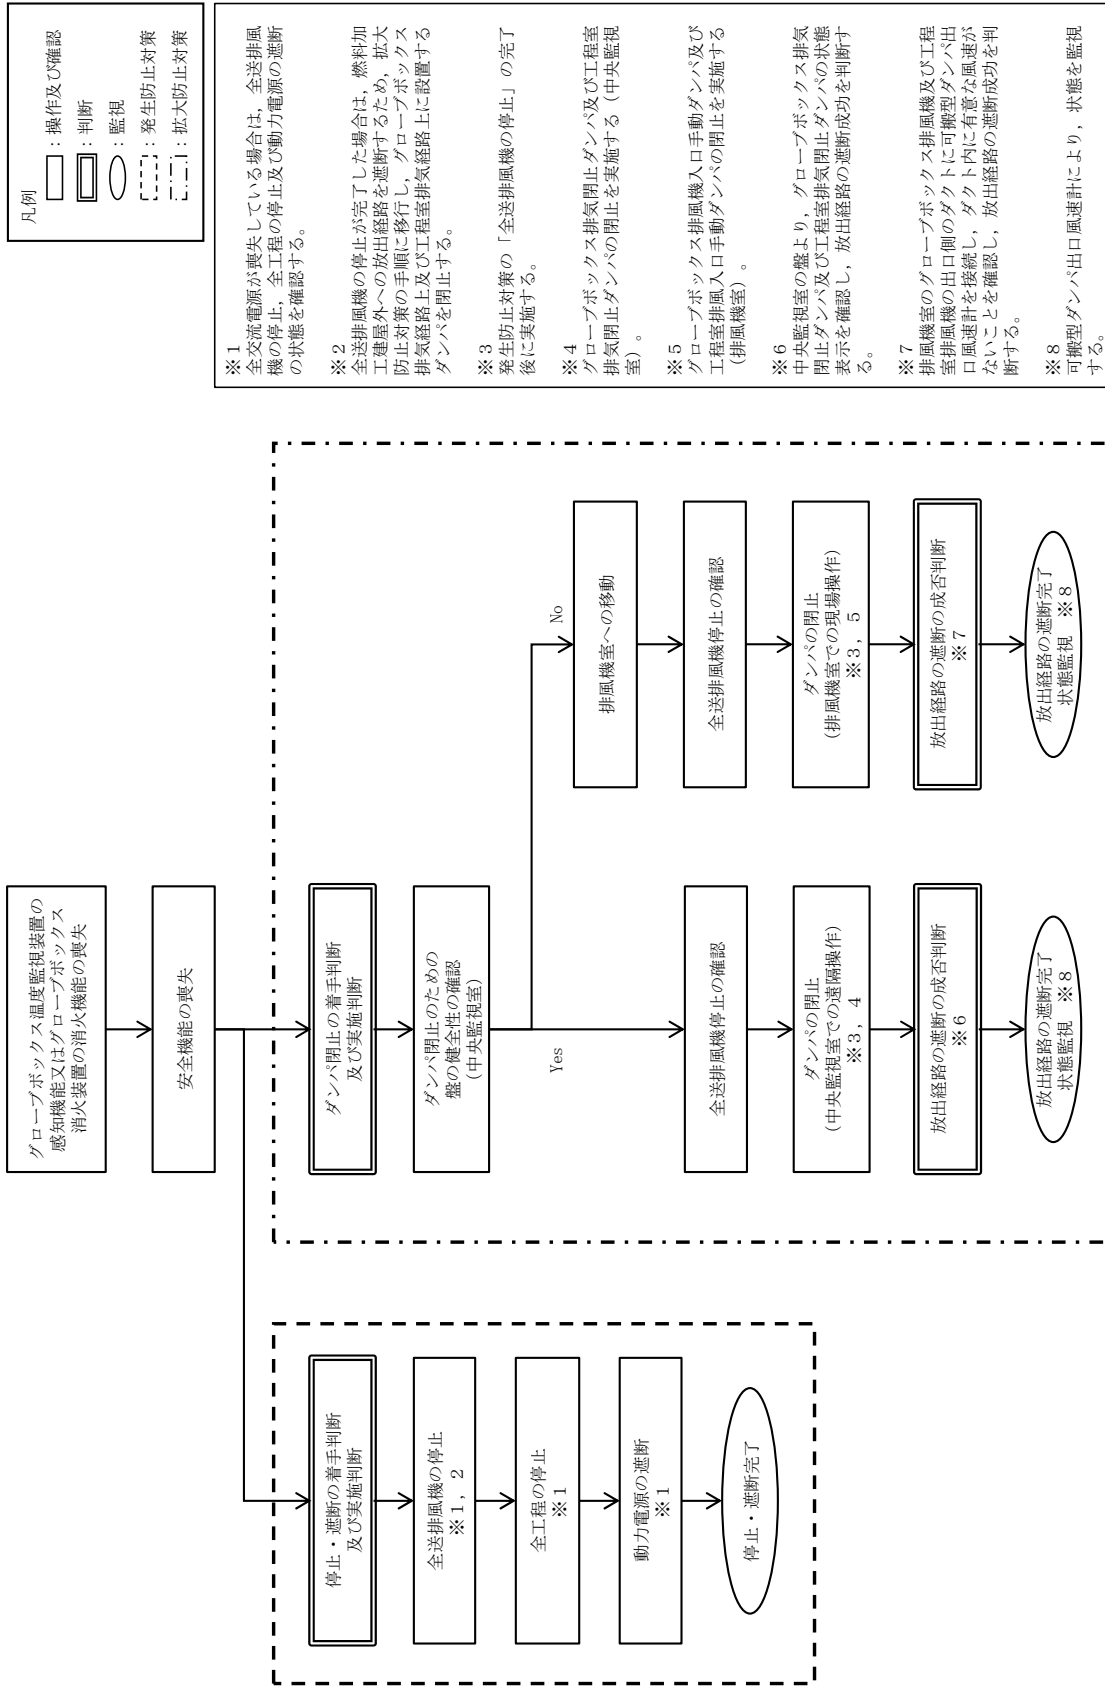 グローブボックス温度監視装置の
感知機能又はグローブボックス
消火装置の消火機能の喪失
安全機能の喪失
停止・遮断の着手判断
及び実施判断
全送排風機の停止
※１，２
全工程の停止
※１
動力電源の遮断
※１
停止・遮断完了
ダンパ閉止の着手判断
及び実施判断
ダンパ閉止のための
盤の健全性の確認
（中央監視室）
Yes
No
全送排風機停止の確認
ダンパの閉止
（中央監視室での遠隔操作）
※３，４
放出経路の遮断の成否判断
※６
放出経路の遮断完了
状態監視　※８
排風機室への移動
全送排風機停止の確認
ダンパの閉止
（排風機室での現場操作）
※３，５
放出経路の遮断の成否判断
※７
放出経路の遮断完了
状態監視　※８
凡例
：操作及び確認
：判断
：監視
：発生防止対策
：拡大防止対策
※１
全交流電源が喪失している場合は，全送排風
機の停止，全工程の停止及び動力電源の遮断
の状態を確認する。
※２
全送排風機の停止が完了した場合は，燃料加
工建屋外への放出経路を遮断するため，拡大
防止対策の手順に移行し，グローブボックス
排気経路上及び工程室排気経路上に設置する
ダンパを閉止する。
※３
発生防止対策の「全送排風機の停止」の完了
後に実施する。
※４
グローブボックス排気閉止ダンパ及び工程室
排気閉止ダンパの閉止を実施する（中央監視
室）。
※５
グローブボックス排風機入口手動ダンパ及び
工程室排風入口手動ダンパの閉止を実施する
（排風機室）。
※６
中央監視室の盤より，グローブボックス排気
閉止ダンパ及び工程室排気閉止ダンパの状態
表示を確認し，放出経路の遮断成功を判断す
る。
※７
排風機室のグローブボックス排風機及び工程
室排風機の出口側のダクトに可搬型ダンパ出
口風速計を接続し，ダクト内に有意な風速が
ないことを確認し，放出経路の遮断成功を判
断する。
※８
可搬型ダンパ出口風速計により，状態を監視
する。